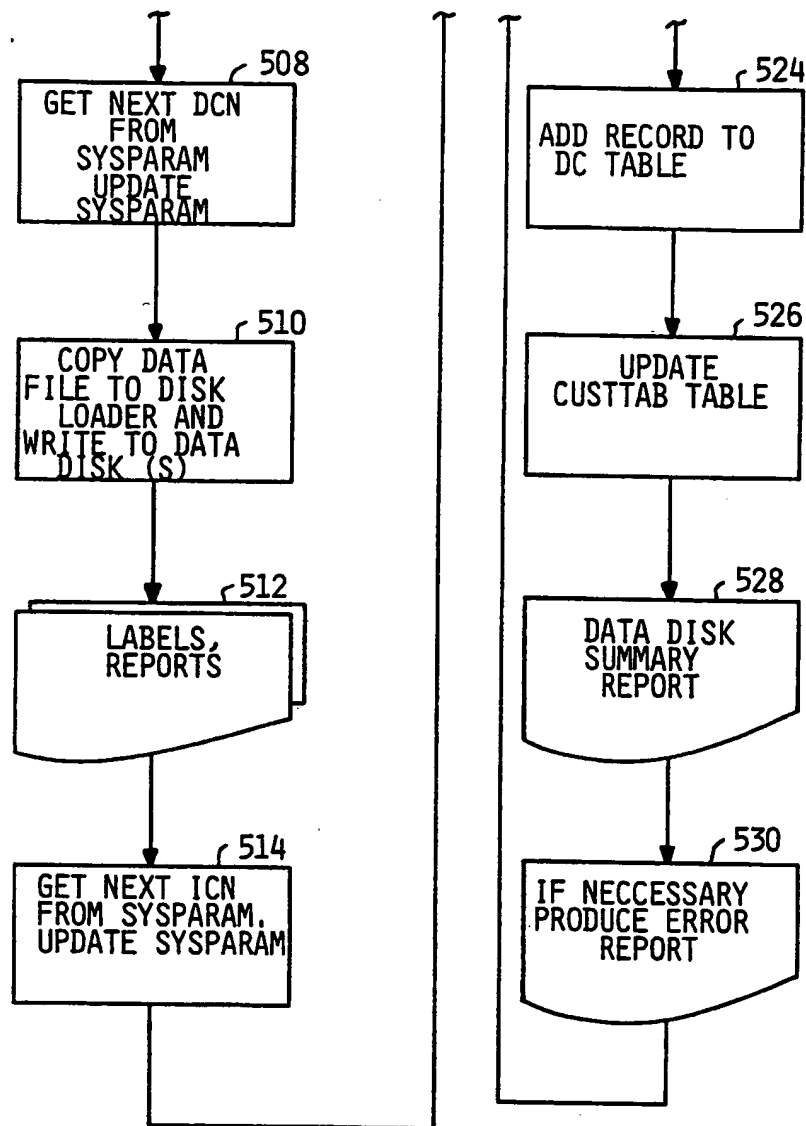 508
GET NEXT DCN
FROM
SYSPARAM
UPDATE
SYSPARAM
510
COPY DATA
FILE TO DISK
LOADER AND
WRITE TO DATA
DISK (S)
512
LABELS,
REPORTS
514
GET NEXT ICN
FROM SYSPARAM.
UPDATE SYSPARAM
524
ADD RECORD TO
DC TABLE
526
UPDATE
CUSTTAB TABLE
528
DATA DISK
SUMMARY
REPORT
530
IF NECCESSARY
PRODUCE ERROR
REPORT